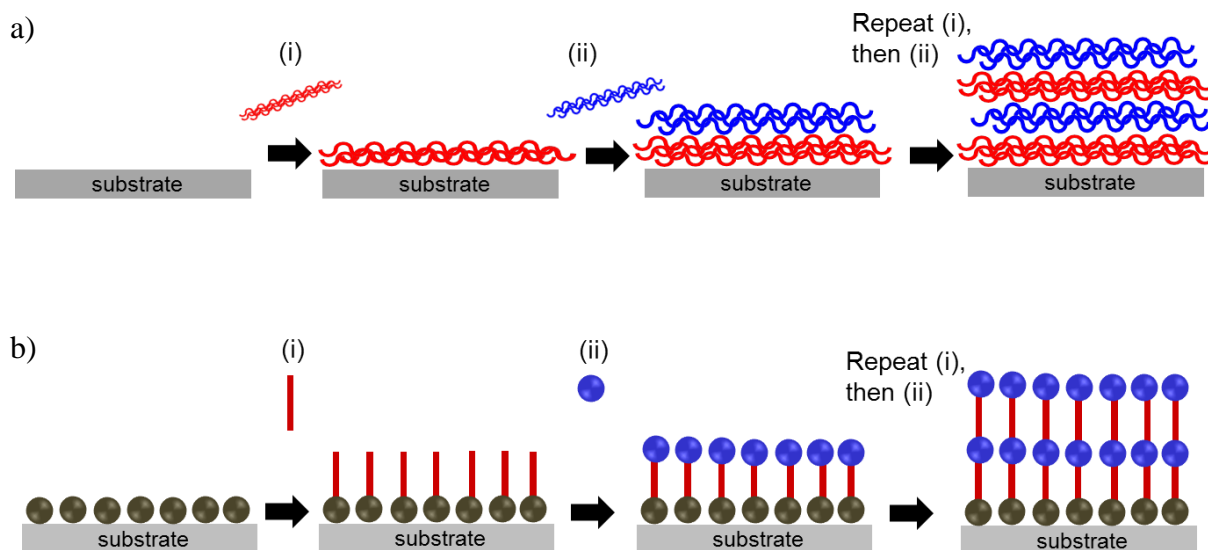 a)
(i)
(ii)
Repeat (i),
then (ii)
substrate
substrate
substrate
substrate
b)
(i)
(ii)
Repeat (i),
then (ii)
substrate
substrate
substrate
substrate